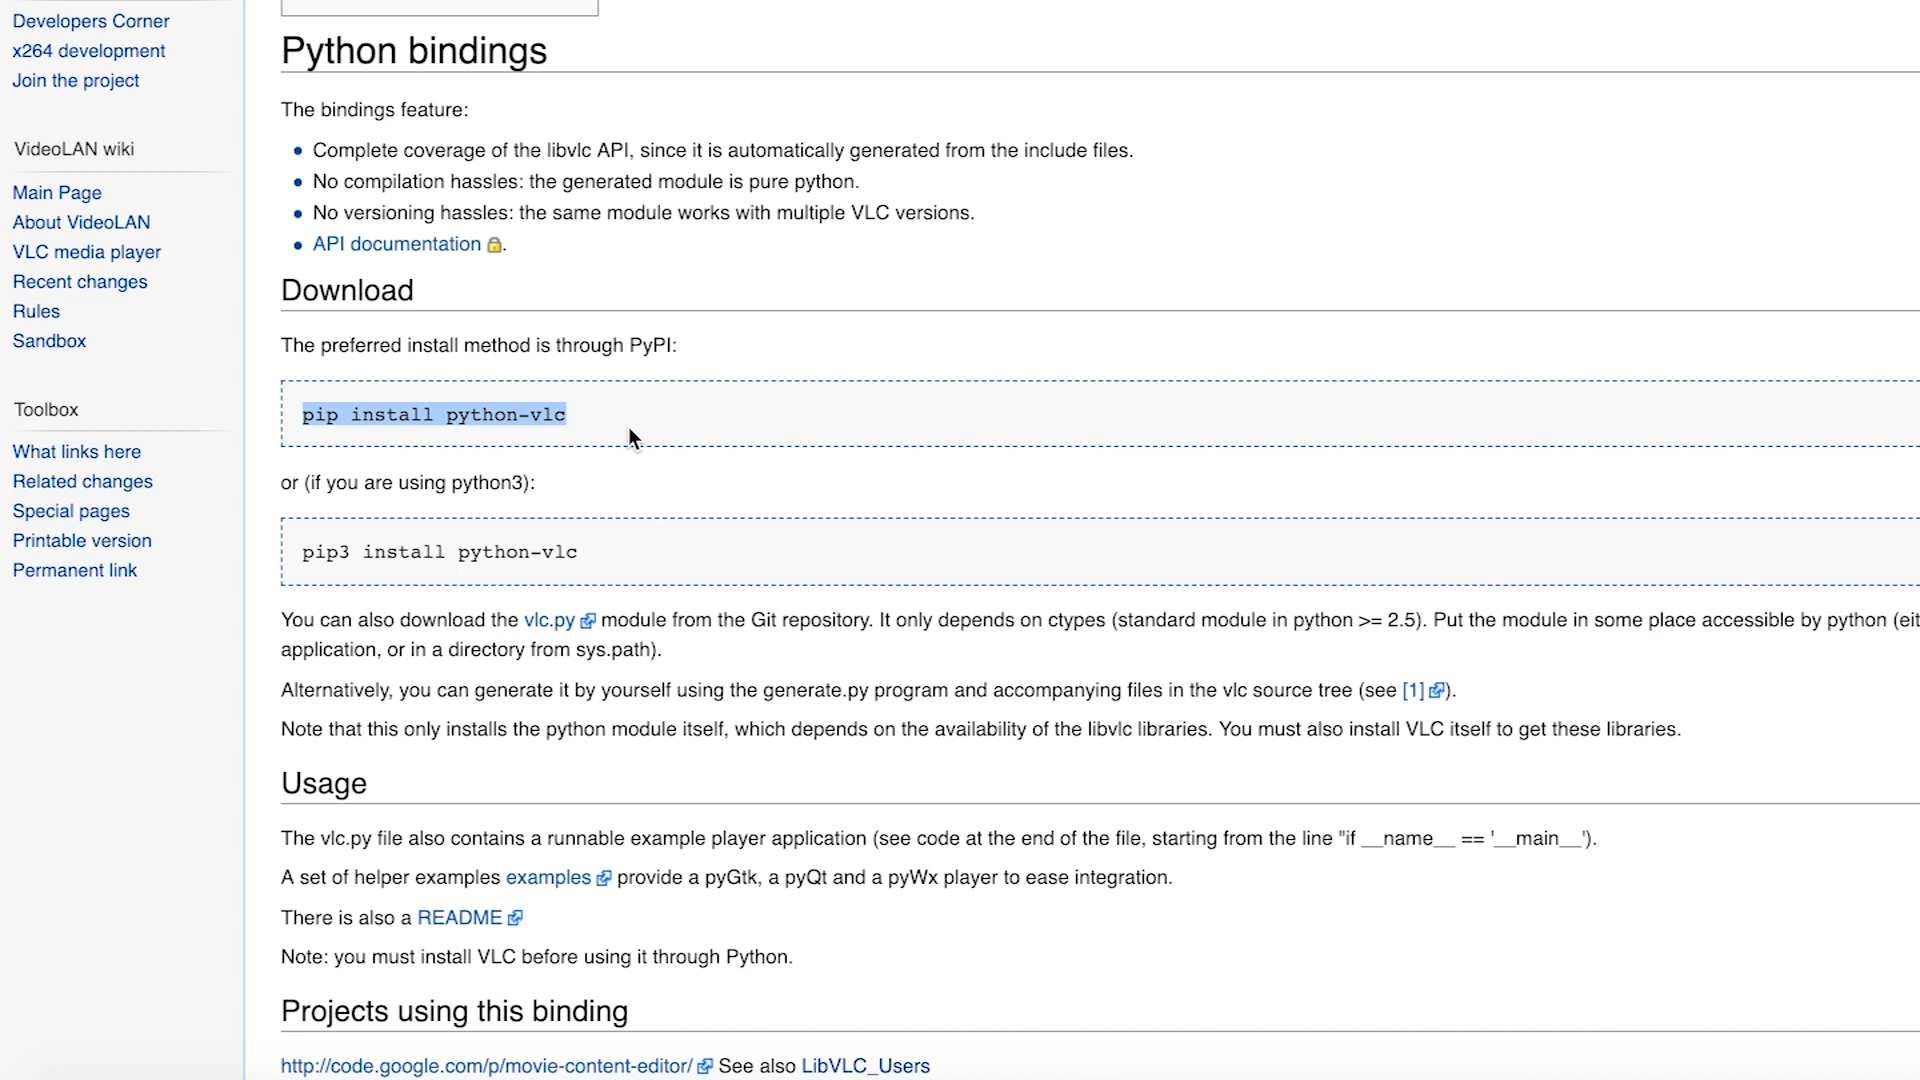 Developers Corner
x264 development
Join the project
VideoLAN wiki
Main Page
About VideoLAN
VLC media player
Recent changes
Rules
Sandbox
Toolbox
What links here
Related changes
Special pages
Printable version
Permanent link
Python bindings
The bindings feature:
Complete coverage of the libvlc API, since it is automatically generated from the include files.
No compilation hassles: the generated module is pure python.
No versioning hassles: the same module works with multiple VLC versions.
API documentation.
Download
The preferred install method is through PyPI:
pip install python-vlc
or (if you are using python3):
pip3 install python-vlc
You can also download the vlc.py module from the Git repository. It only depends on ctypes (standard module in python >= 2.5). Put the module in some place accessible by python (eit
application, or in a directory from sys.path).
Alternatively, you can generate it by yourself using the generate.py program and accompanying files in the vlc source tree (see [1]).
Note that this only installs the python module itself, which depends on the availability of the libvlc libraries. You must also install VLC itself to get these libraries.
Usage
The vlc.py file also contains a runnable example player application (see code at the end of the file, starting from the line "if __name__ == '__main__').
A set of helper examples examples provide a pyGtk, a pyQt and a pyWx player to ease integration.
There is also a README
Note: you must install VLC before using it through Python.
Projects using this binding
http://code.google.com/p/movie-content-editor/ See also LibVLC_Users